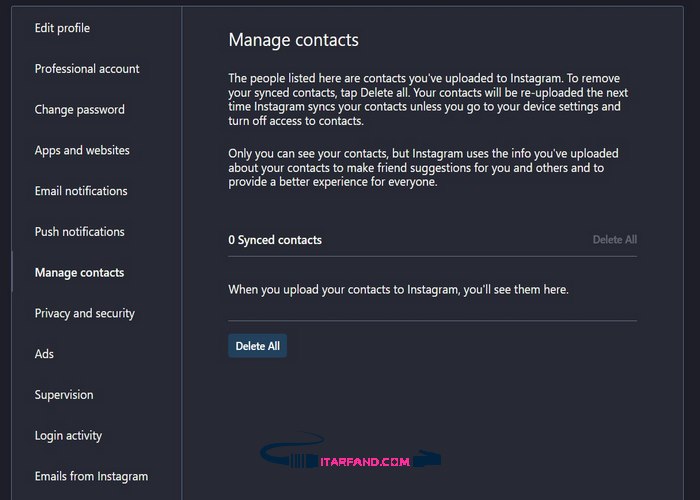 Edit profile
Professional account
Change password
Apps and websites
Email notifications
Push notifications
Manage contacts
Privacy and security
Ads
Supervision
Login activity
Emails from Instagram
Manage contacts
The people listed here are contacts you've uploaded to Instagram. To remove
your synced contacts, tap Delete all. Your contacts will be re-uploaded the next
time Instagram syncs your contacts unless you go to your device settings and
turn off access to contacts.
Only you can see your contacts, but Instagram uses the info you've uploaded
about your contacts to make friend suggestions for you and others and to
provide a better experience for everyone.
0 Synced contacts Delete All
When you upload your contacts to Instagram, you'll see them here.
Delete All
ITARFAND.COM